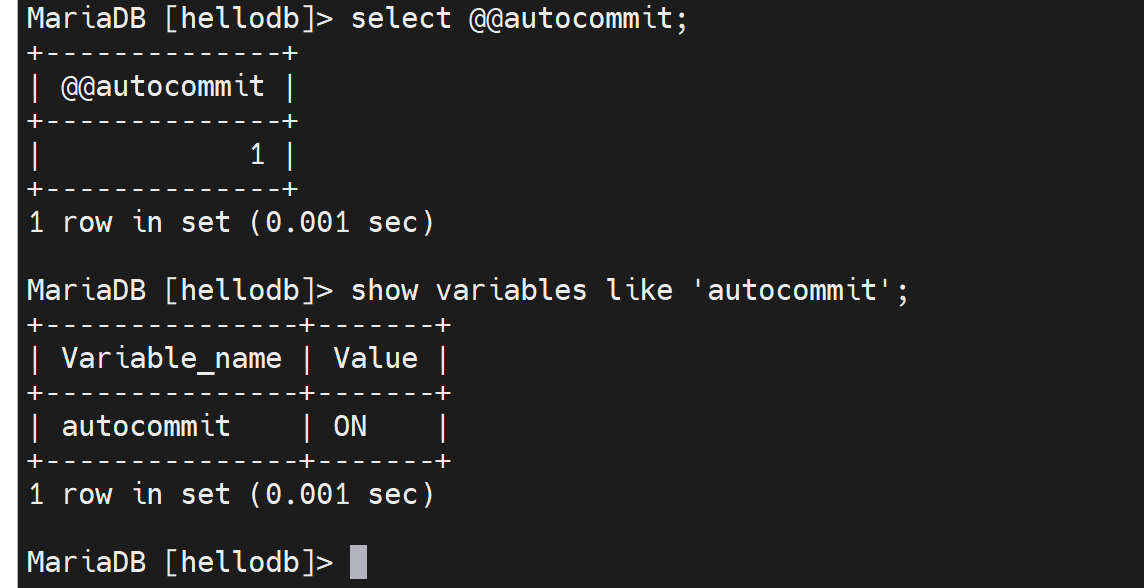 MariaDB [hellodb]> select @@autocommit;
+--------------+
| @@autocommit |
+--------------+
|            1 |
+--------------+
1 row in set (0.001 sec)

MariaDB [hellodb]> show variables like 'autocommit';
+---------------+-------+
| Variable_name | Value |
+---------------+-------+
| autocommit    | ON    |
+---------------+-------+
1 row in set (0.001 sec)

MariaDB [hellodb]>